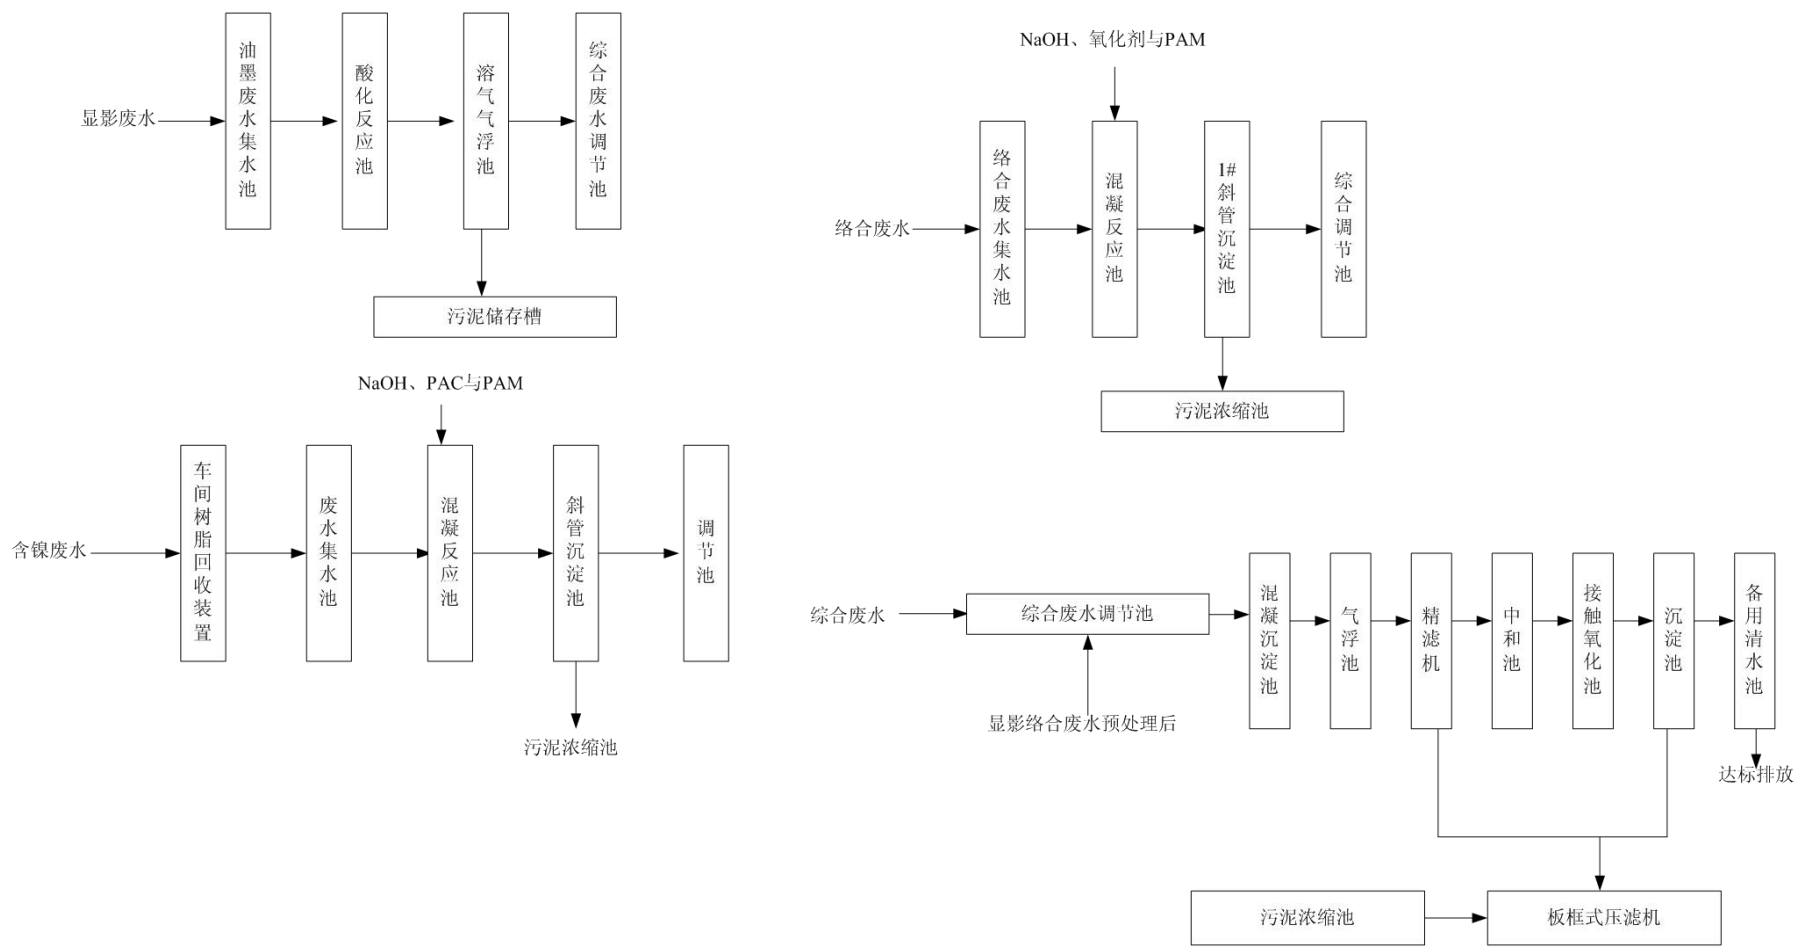 显影废水
油墨废水集水池
酸化反应池
溶气气浮池
综合废水调节池
污泥储存槽
NaOH、氧化剂与PAM
络合废水
络合废水集水池
混凝反应池
1#斜管沉淀池
综合调节池
污泥浓缩池
NaOH、PAC与PAM
含镍废水
车间树脂回收装置
废水集水池
混凝反应池
斜管沉淀池
调节池
污泥浓缩池
综合废水
综合废水调节池
显影络合废水预处理后
混凝沉淀池
气浮池
精滤机
中和池
接触氧化池
沉淀池
备用清水池
达标排放
污泥浓缩池
板框式压滤机